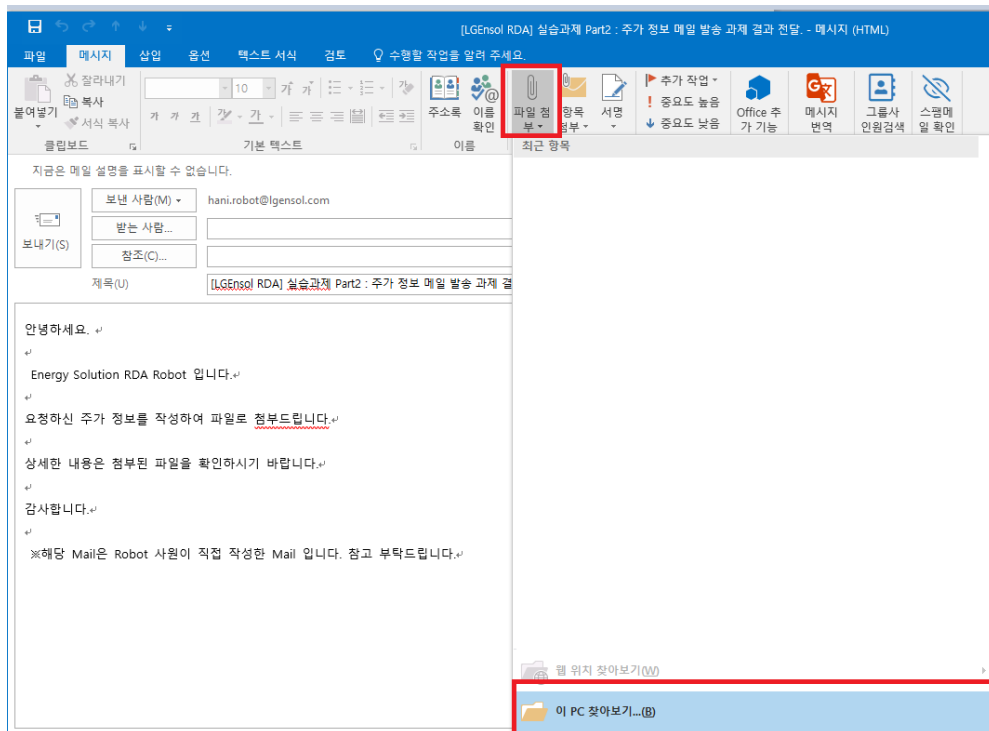 [LGEnsol RDA] 실습과제 Part2 : 주가 정보 메일 발송 과제 결과 전달. - 메시지 (HTML)
파일 메시지 삽입 옵션 텍스트 서식 검토 수행할 작업을 알려 주세요.
붙여넣기
잘라내기
복사
서식 복사
클립보드
10
가 가
가 가 가 가 가
기본 텍스트
주소록
이름 확인
이름
파일 첨부
항목 첨부
서명
추가 작업
중요도 높음
중요도 낮음
Office 추가 기능
메시지 번역
그룹사 인원검색
스팸메일 확인
최근 항목
지금은 메일 설명을 표시할 수 없습니다.
보내기(S)
보낸 사람(M) hani.robot@lgensol.com
받는 사람...
참조(C)...
제목(U) [LGEnsol RDA] 실습과제 Part2 : 주가 정보 메일 발송 과제 결
안녕하세요.
Energy Solution RDA Robot 입니다.
요청하신 주가 정보를 작성하여 파일로 첨부드립니다.
상세한 내용은 첨부된 파일을 확인하시기 바랍니다.
감사합니다.
※해당 Mail은 Robot 사원이 직접 작성한 Mail 입니다. 참고 부탁드립니다.
웹 위치 찾아보기(W)
이 PC 찾아보기...(B)